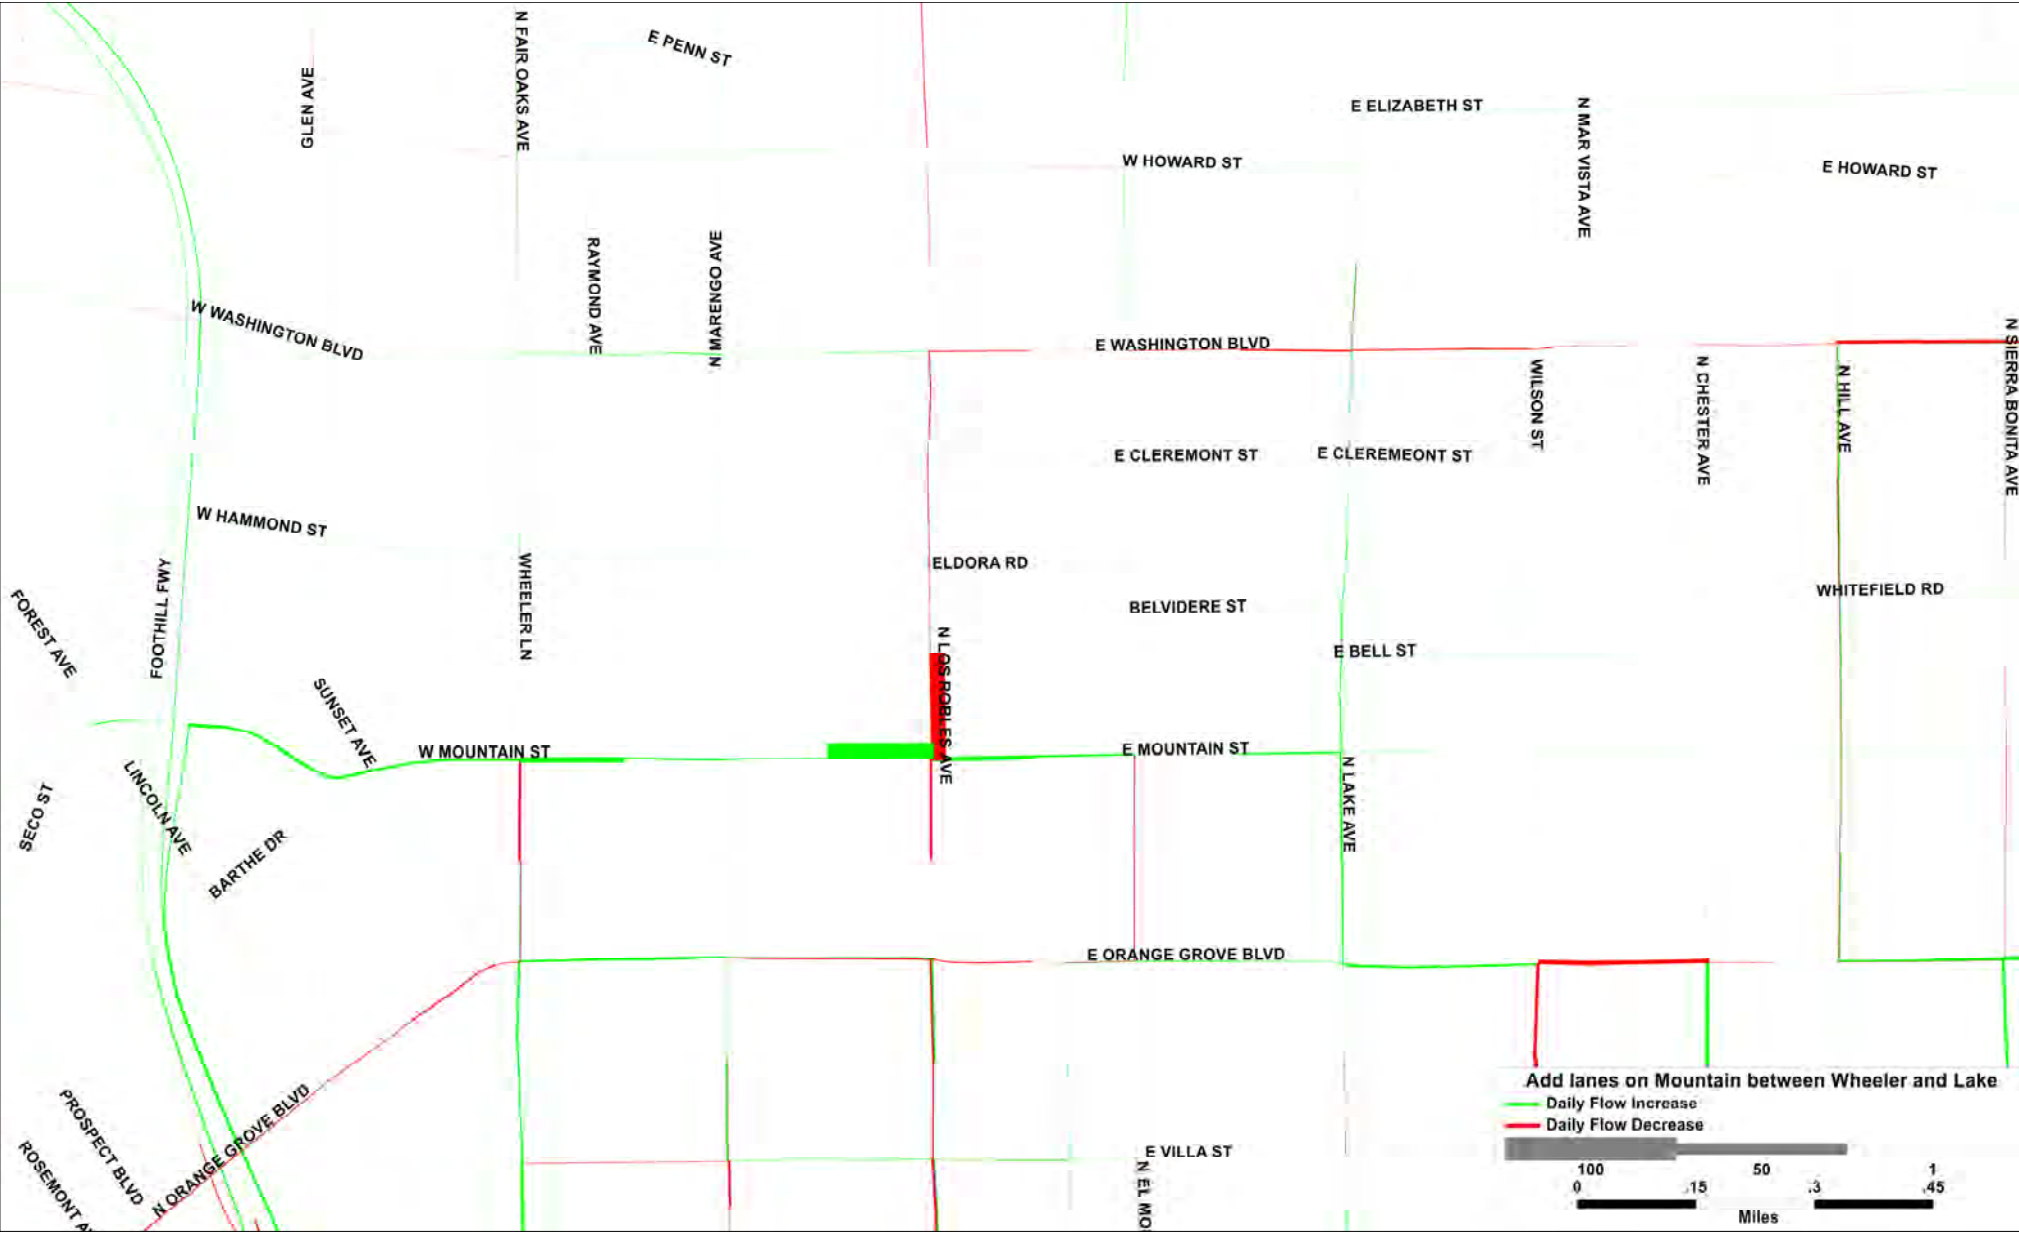 E PENN ST
N FAIR OAKS AVE
GLEN AVE
E ELIZABETH ST
N MAR VISTA AVE
W HOWARD ST
E HOWARD ST
RAYMOND AVE
N MARENGO AVE
W WASHINGTON BLVD
E WASHINGTON BLVD
N SIERRA BONITA AVE
WILSON ST
N CHESTER AVE
N HILL AVE
E CLEREMONT ST
E CLEREMEONT ST
W HAMMOND ST
WHEELER LN
ELDORA RD
FOOTHILL FWY
FOREST AVE
BELVIDERE ST
WHITEFIELD RD
N LOS ROBLES AVE
E BELL ST
SUNSET AVE
W MOUNTAIN ST
E MOUNTAIN ST
LINCOLN AVE
N LAKE AVE
SECO ST
BARTHE DR
E ORANGE GROVE BLVD
N ORANGE GROVE BLVD
PROSPECT BLVD
ROSEMONT
E VILLA ST
N EL MO
Add lanes on Mountain between Wheeler and Lake
Daily Flow Increase
Daily Flow Decrease
100 50 1
0 .15 .3 .45
Miles